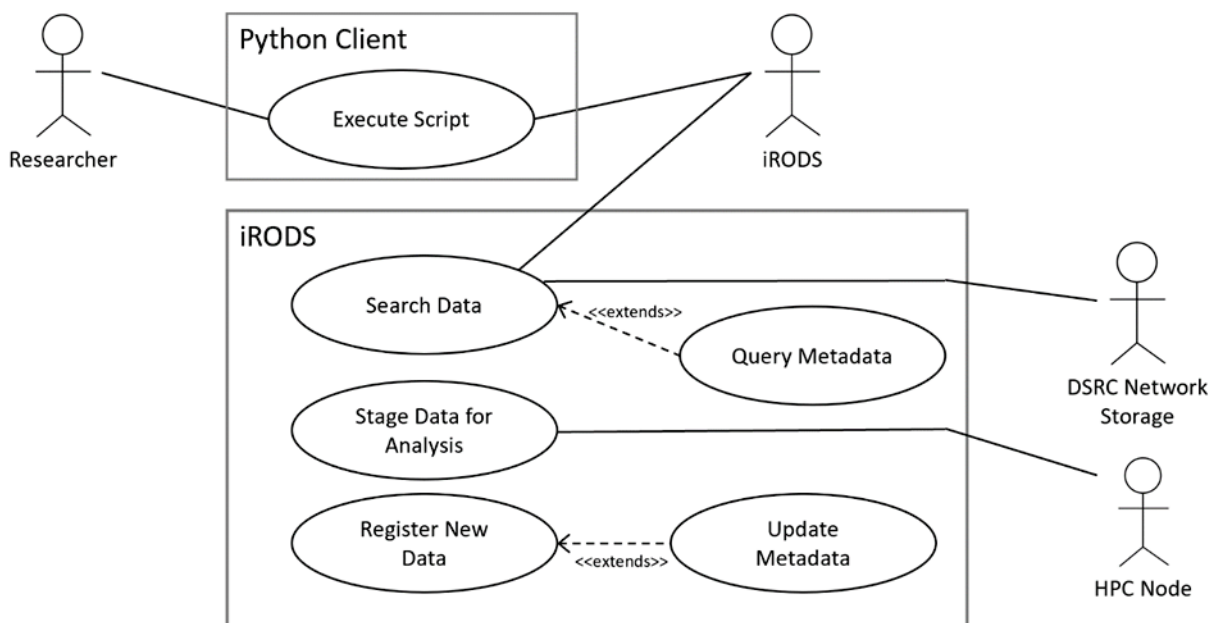 Python Client
Execute Script
Researcher
iRODS
iRODS
Search Data
<<extends>>
Query Metadata
DSRC Network
Storage
Stage Data for
Analysis
Register New
Data
<<extends>>
Update
Metadata
HPC Node